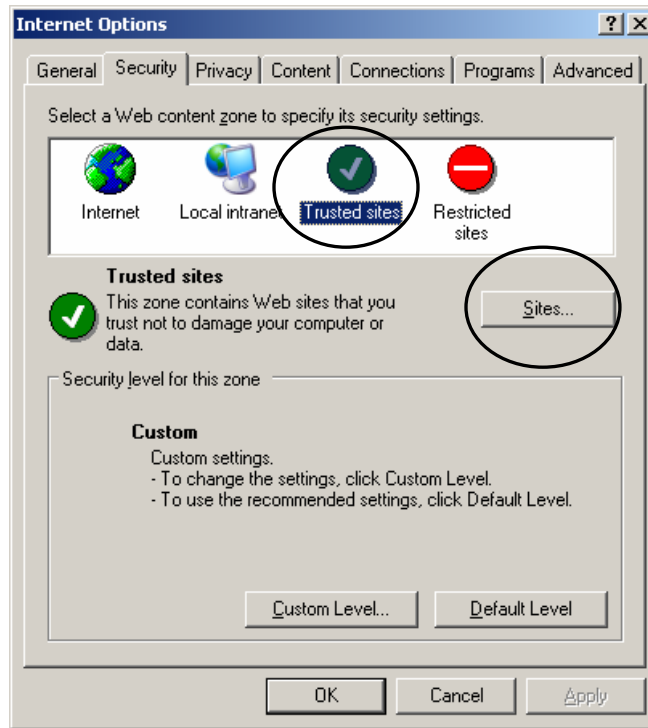 Internet Options
General Security Privacy Content Connections Programs Advanced
Select a Web content zone to specify its security settings.
Internet Local intranet Trusted sites Restricted
sites
Trusted sites
This zone contains Web sites that you
trust not to damage your computer or
data.
Sites...
Security level for this zone
Custom
Custom settings.
- To change the settings, click Custom Level.
- To use the recommended settings, click Default Level.
Custom Level... Default Level
OK Cancel Apply